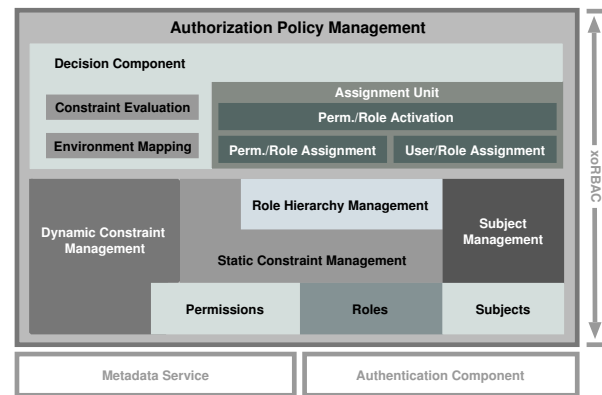 Authorization Policy Management
Decision Component
Assignment Unit
Constraint Evaluation
Perm./Role Activation
Environment Mapping
Perm./Role Assignment
User/Role Assignment
xoRBAC
Role Hierarchy Management
Dynamic Constraint
Management
Subject
Management
Static Constraint Management
Permissions
Roles
Subjects
Metadata Service
Authentication Component